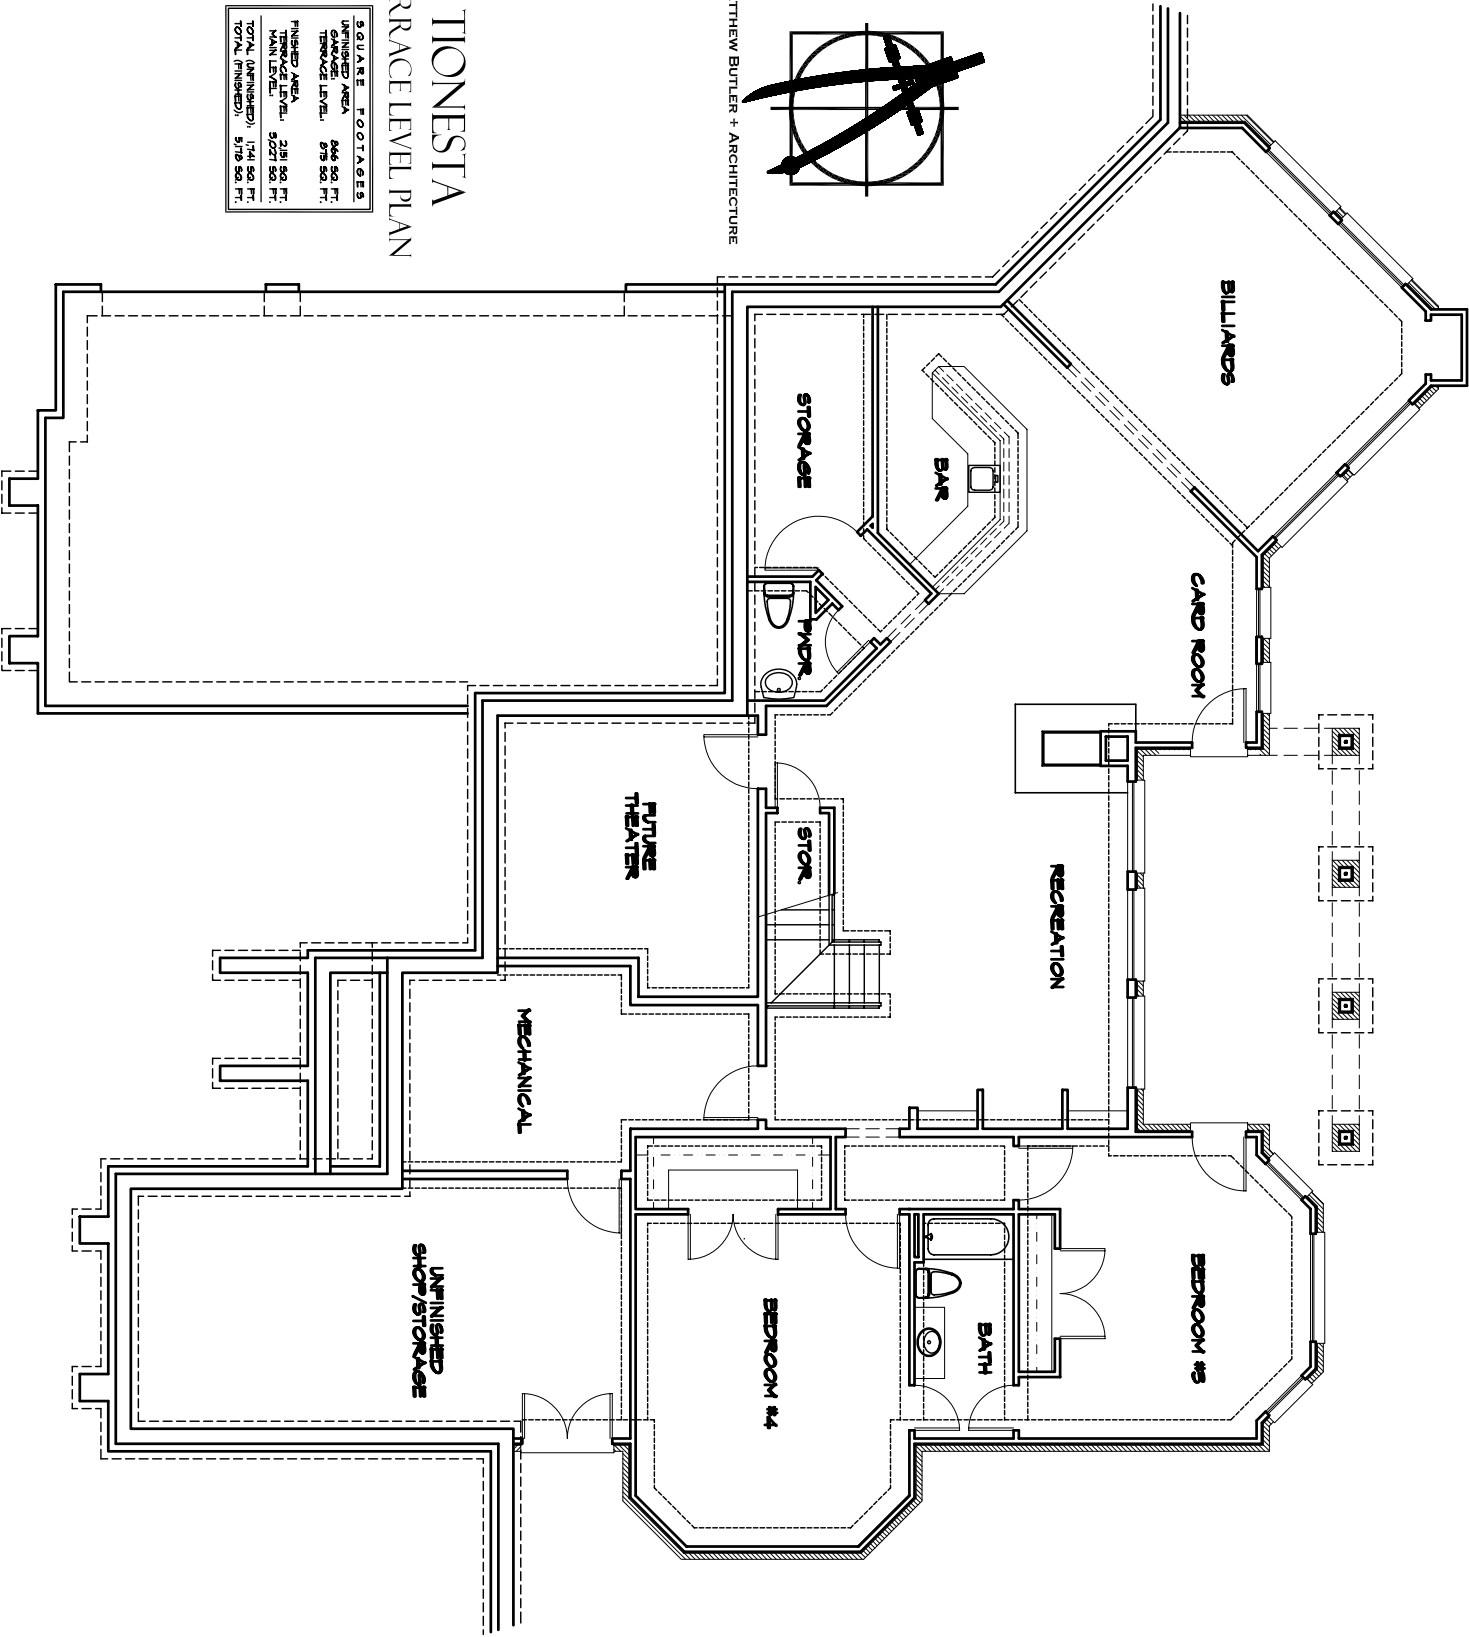 BILLIARDS
CARD ROOM
BEDROOM #3
RECREATION
BATH
BAR
STORAGE
PWDR.
STOR.
BEDROOM #4
FUTURE
THEATER
MECHANICAL
UNFINISHED
SHOP/STORAGE
TTHEW BUTLER + ARCHITECTURE
TIONESTA
RRACE LEVEL PLAN
SQUARE FOOTAGES
UNFINISHED AREA
GARAGE: 866 SQ. FT.
TERRACE LEVEL: 875 SQ. FT.
FINISHED AREA
TERRACE LEVEL: 2,151 SQ. FT.
MAIN LEVEL: 3,027 SQ. FT.
TOTAL (UNFINISHED): 1,741 SQ. FT.
TOTAL (FINISHED): 5,178 SQ. FT.